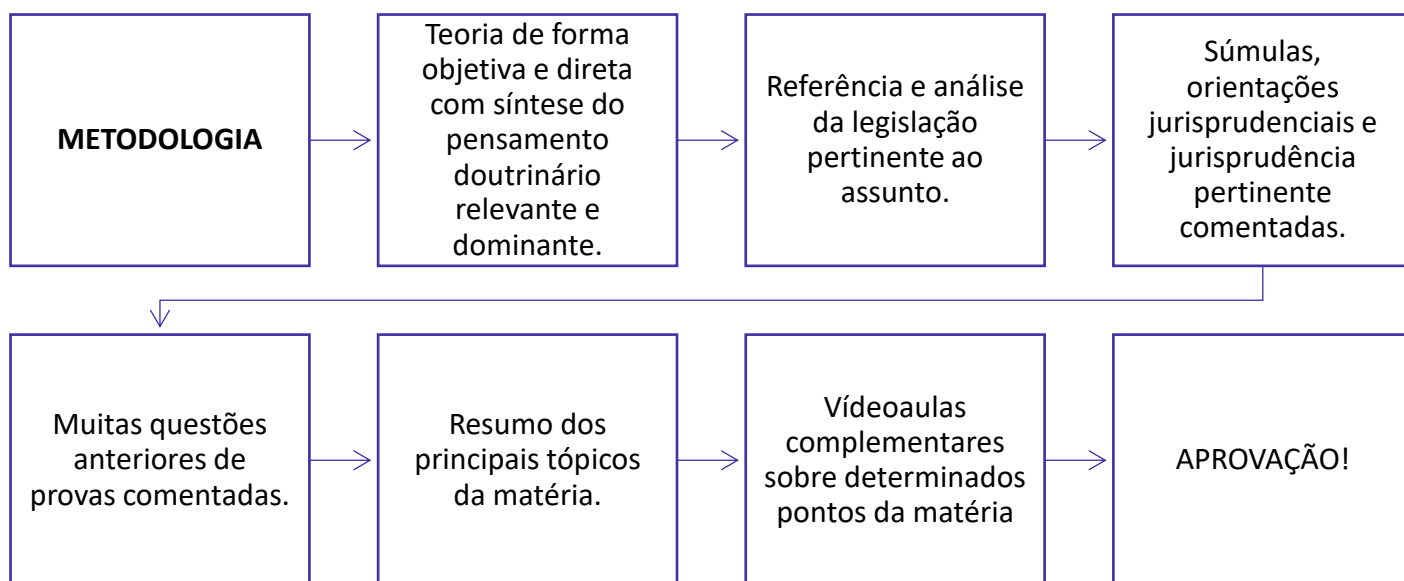 METODOLOGIA
Teoria de forma
objetiva e direta
com síntese do
pensamento
doutrinário
relevante e
dominante.
Referência e análise
da legislação
pertinente ao
assunto.
Súmulas,
orientações
jurisprudenciais e
jurisprudência
pertinente
comentadas.
Muitas questões
anteriores de
provas comentadas.
Resumo dos
principais tópicos
da matéria.
Vídeoaulas
complementares
sobre determinados
pontos da matéria
APROVAÇÃO!